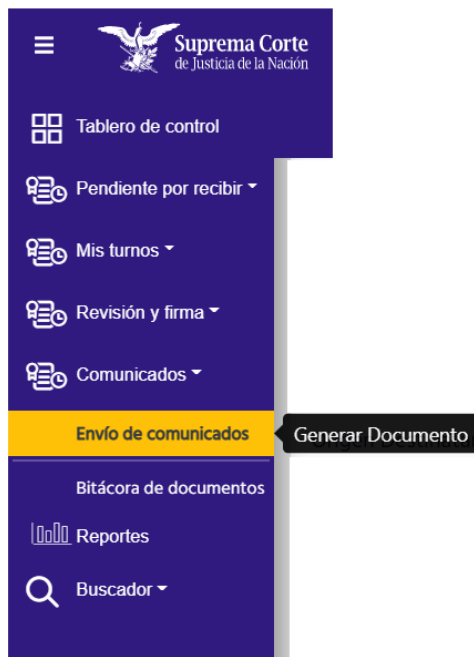 Suprema Corte
de Justicia de la Nación
Tablero de control
Pendiente por recibir
Mis turnos
Revisión y firma
Comunicados
Envío de comunicados
Generar Documento
Bitácora de documentos
Reportes
Buscador